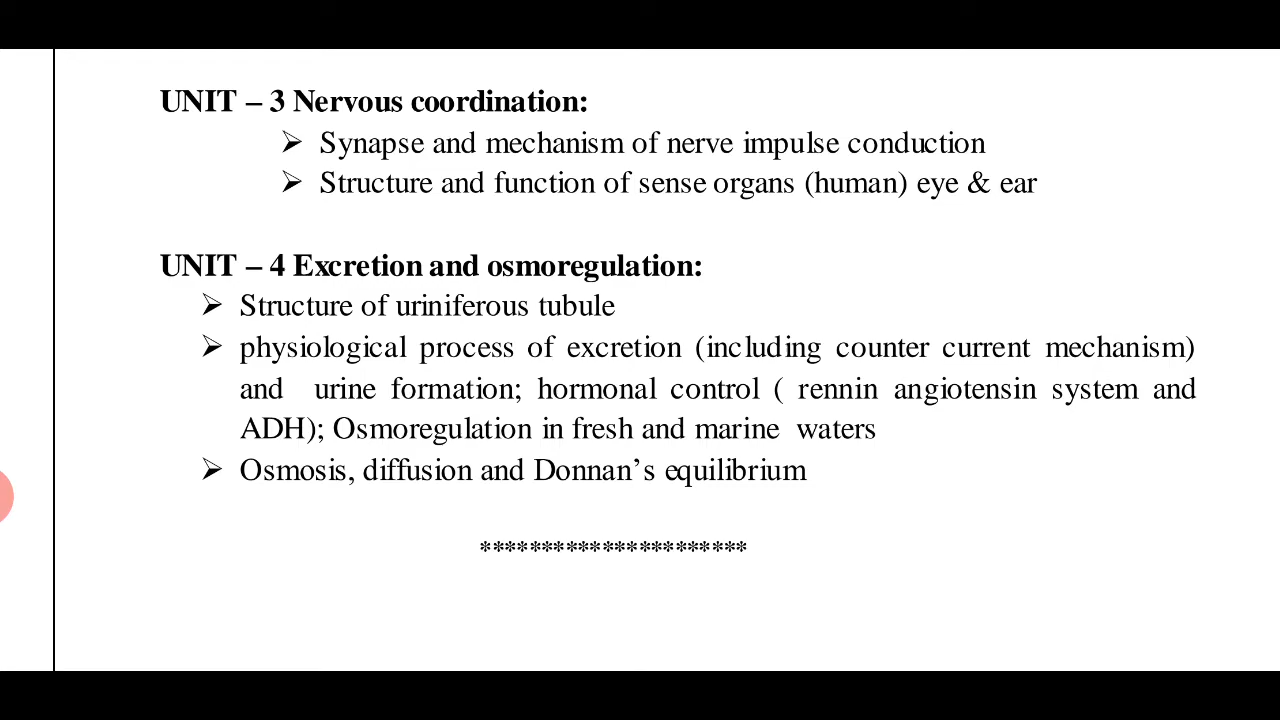 UNIT – 3 Nervous coordination:
➢ Synapse and mechanism of nerve impulse conduction
➢ Structure and function of sense organs (human) eye & ear
UNIT – 4 Excretion and osmoregulation:
➢ Structure of uriniferous tubule
➢ physiological process of excretion (including counter current mechanism)
and urine formation; hormonal control ( rennin angiotensin system and
ADH); Osmoregulation in fresh and marine waters
➢ Osmosis, diffusion and Donnan’s equilibrium
**********************